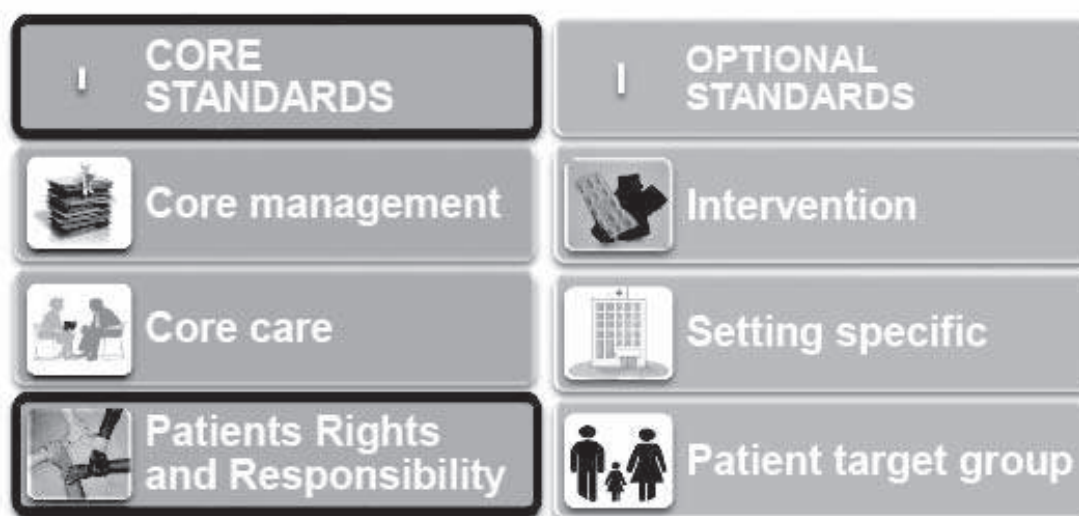 I
CORE
STANDARDS
Core management
Core care
Patients Rights
and Responsibility
I
OPTIONAL
STANDARDS
Intervention
Setting specific
Patient target group